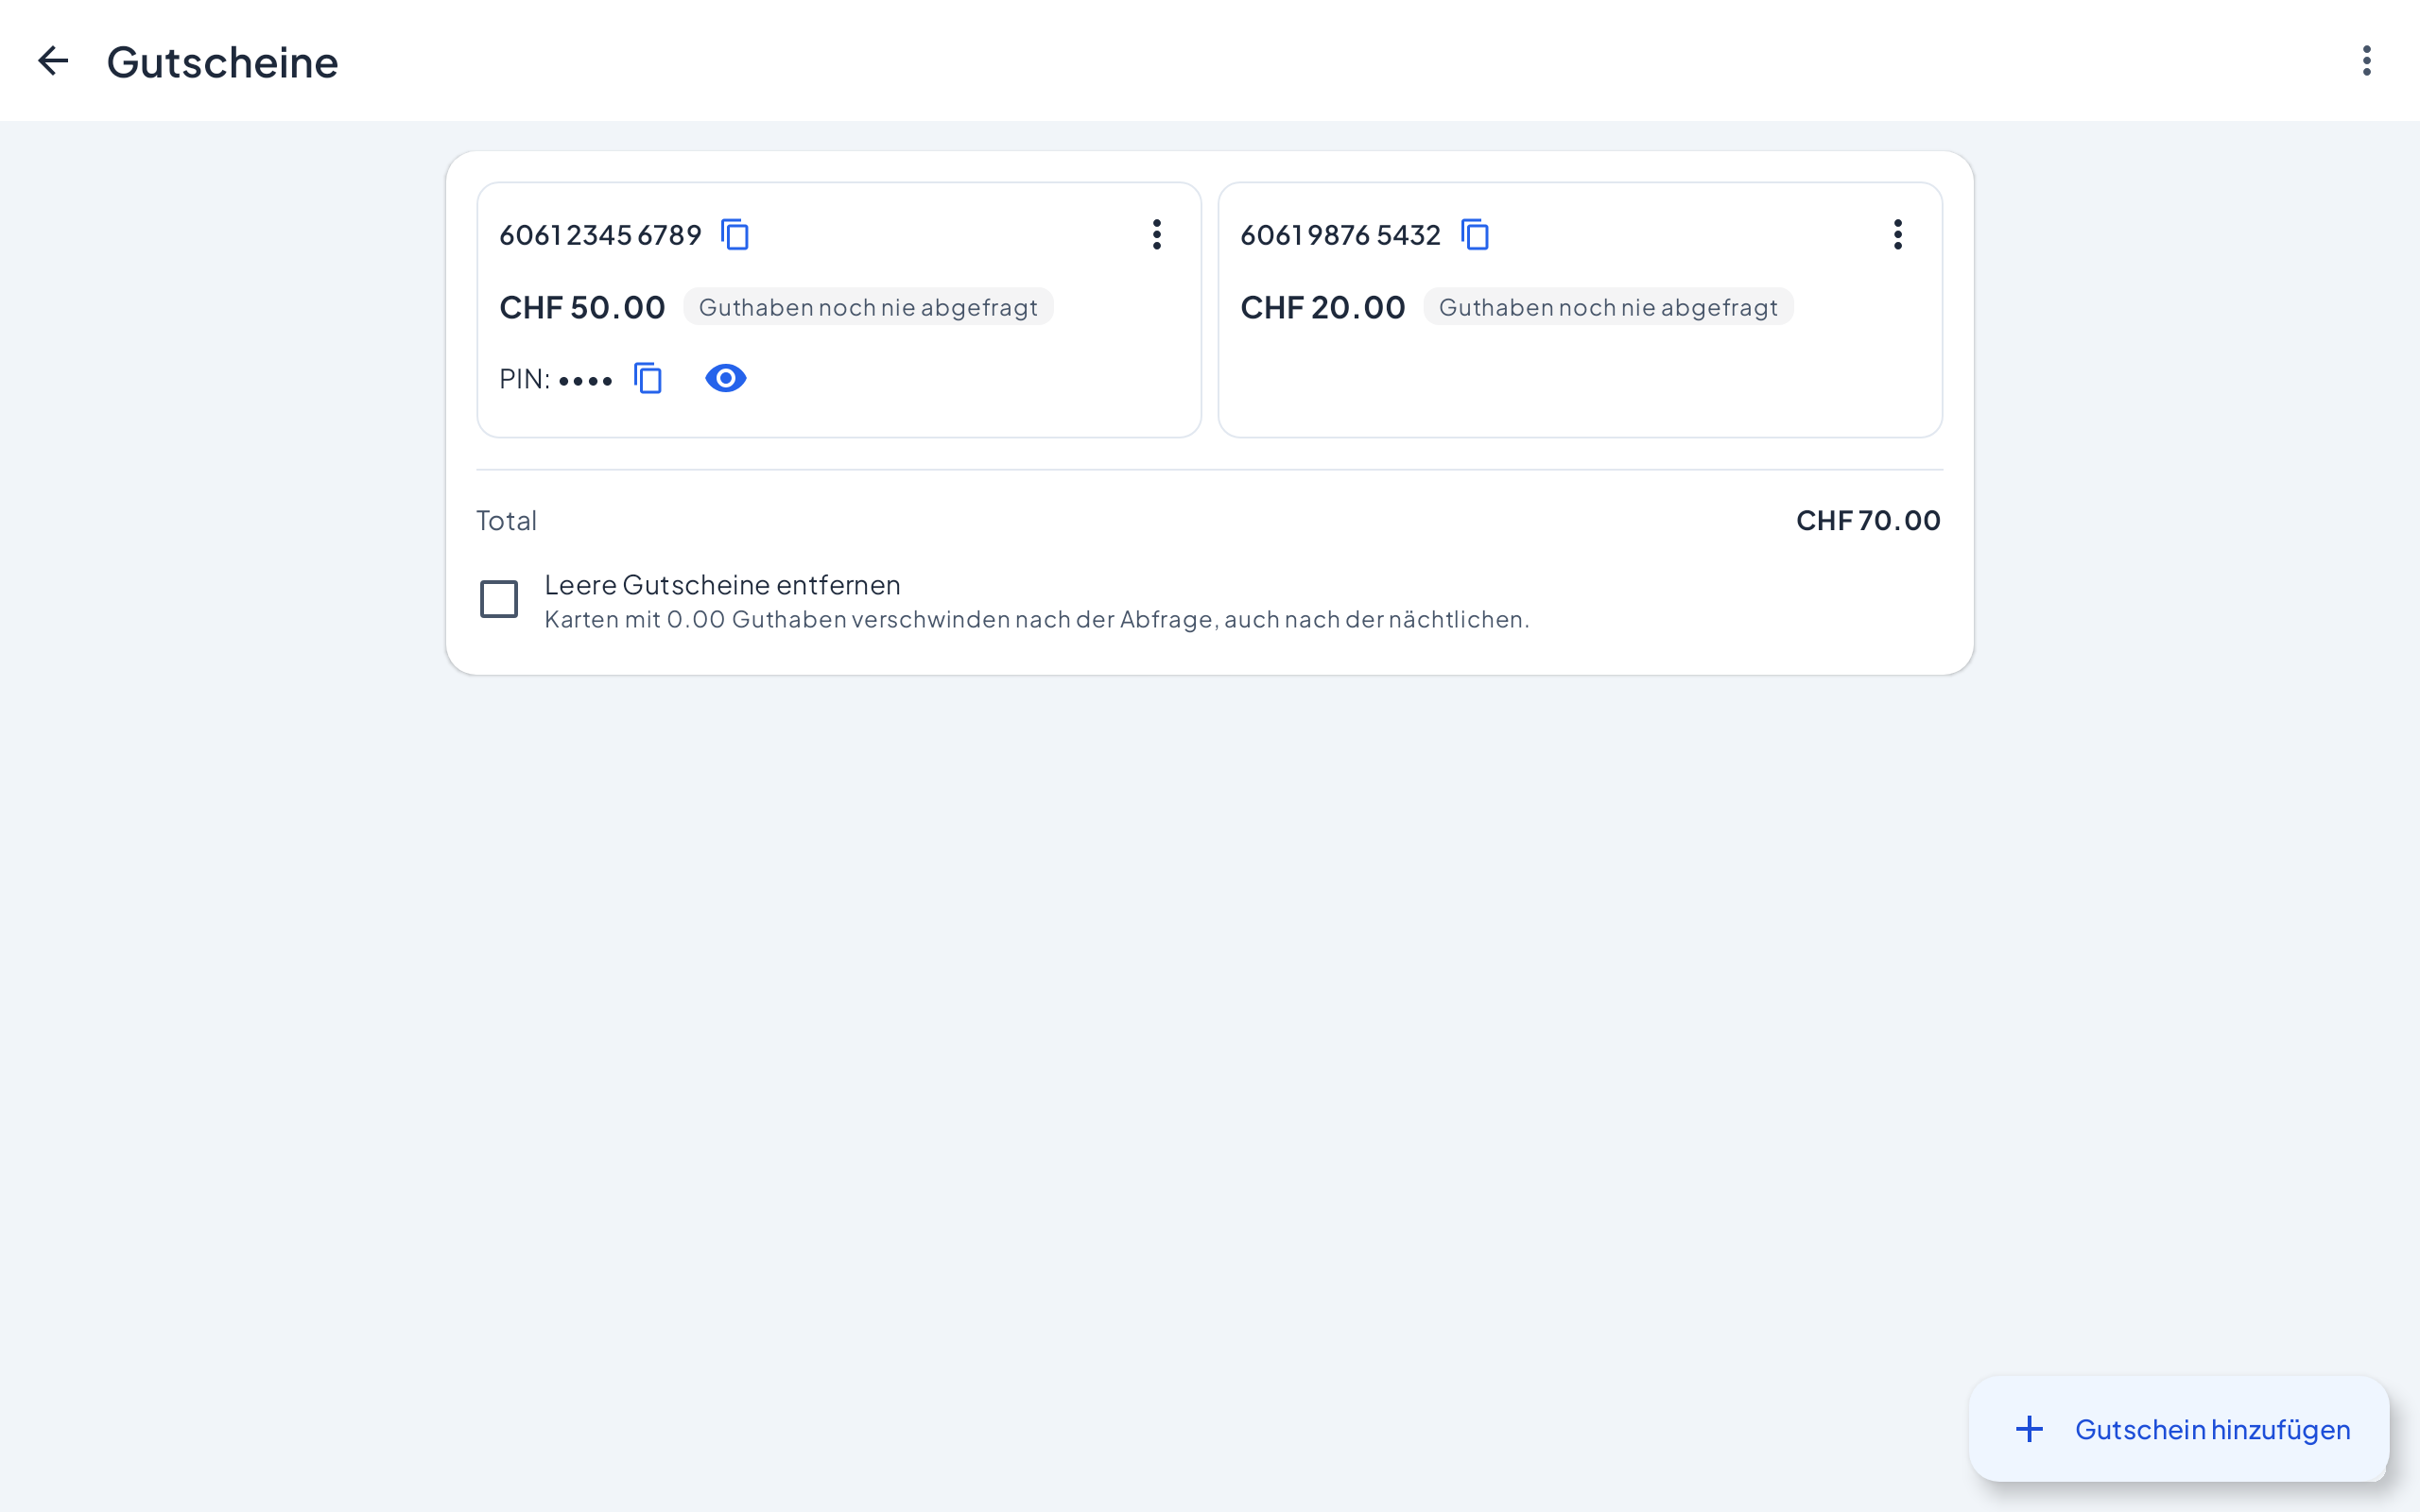 Gutscheine
6061 2345 6789
CHF 50.00 Guthaben noch nie abgefragt
PIN: ••••
6061 9876 5432
CHF 20.00 Guthaben noch nie abgefragt
Total CHF 70.00
Leere Gutscheine entfernen
Karten mit 0.00 Guthaben verschwinden nach der Abfrage, auch nach der nächtlichen.
Gutschein hinzufügen